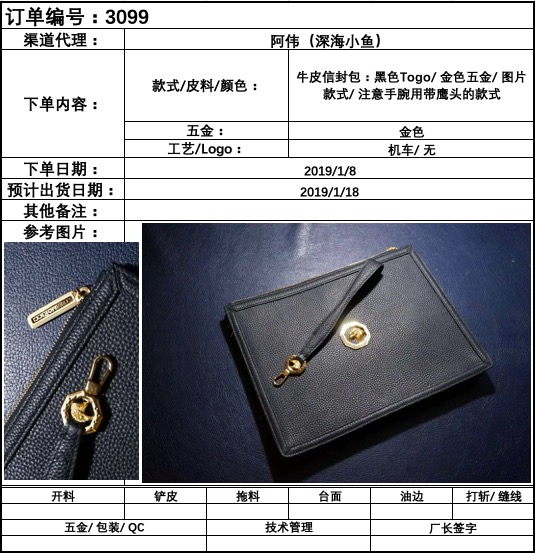 订单编号：3099
渠道代理： 阿伟（深海小鱼）
下单内容：
款式/皮料/颜色： 牛皮信封包：黑色Togo/ 金色五金/ 图片
款式/ 注意手腕用带鹰头的款式
五金： 金色
工艺/Logo： 机车/ 无
下单日期： 2019/1/8
预计出货日期： 2019/1/18
其他备注：
参考图片：
开料 铲皮 拖料 台面 油边 打斩/ 缝线
五金/ 包装/ QC 技术管理 厂长签字